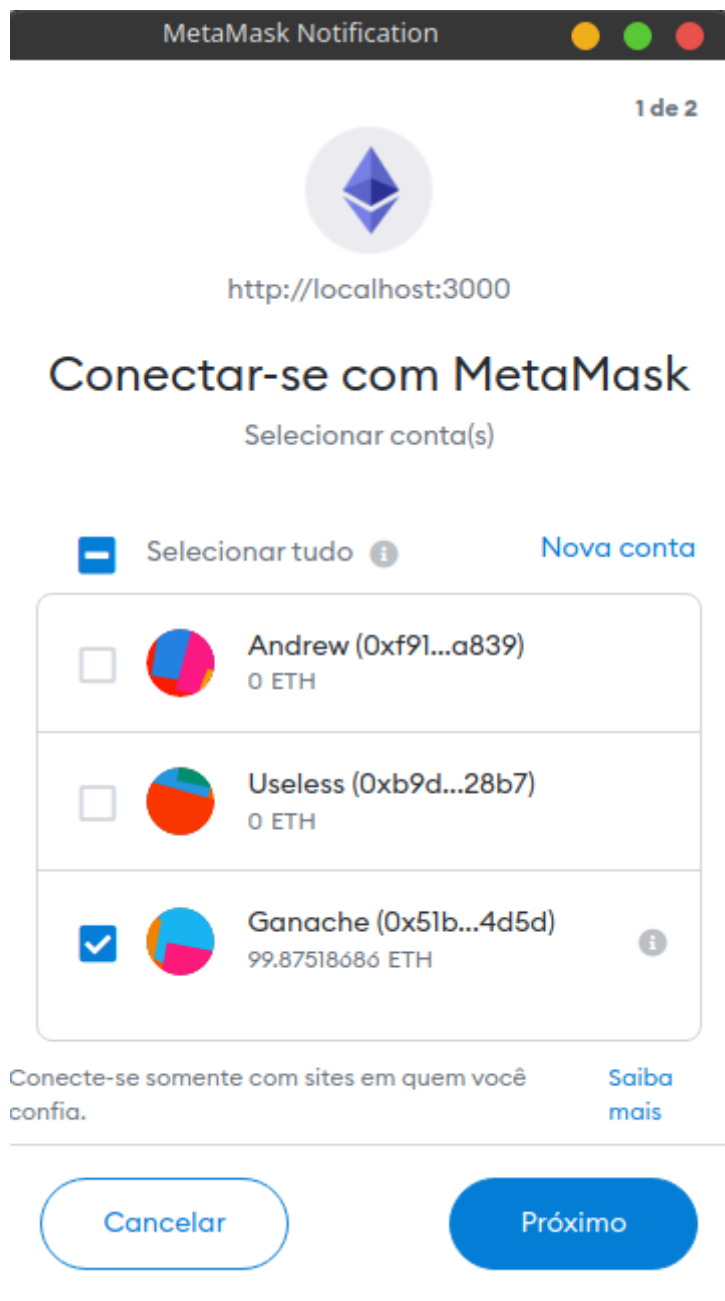 MetaMask Notification
1 de 2
http://localhost:3000
Conectar-se com MetaMask
Selecionar conta(s)
Selecionar tudo
Nova conta
Andrew (0xf91...a839)
0 ETH
Useless (0xb9d...28b7)
0 ETH
Ganache (0x51b...4d5d)
99.87518686 ETH
Conecte-se somente com sites em quem você
confia.
Saiba
mais
Cancelar
Próximo